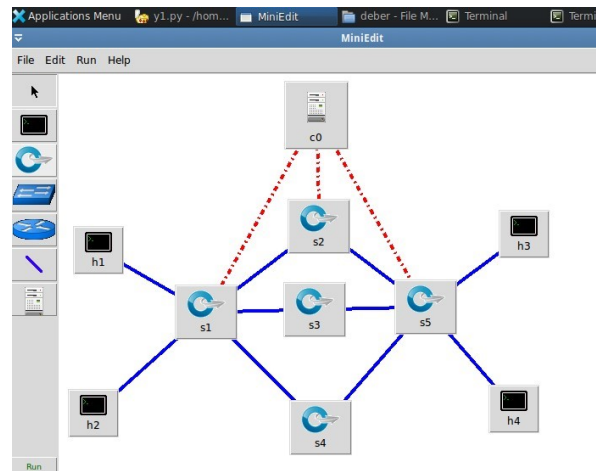 Applications Menu y1.py - /hom... MiniEdit deber - File M... Terminal Termi
MiniEdit
File Edit Run Help
c0
s2
h3
h1
s1
s3
s5
h2
s4
h4
Run